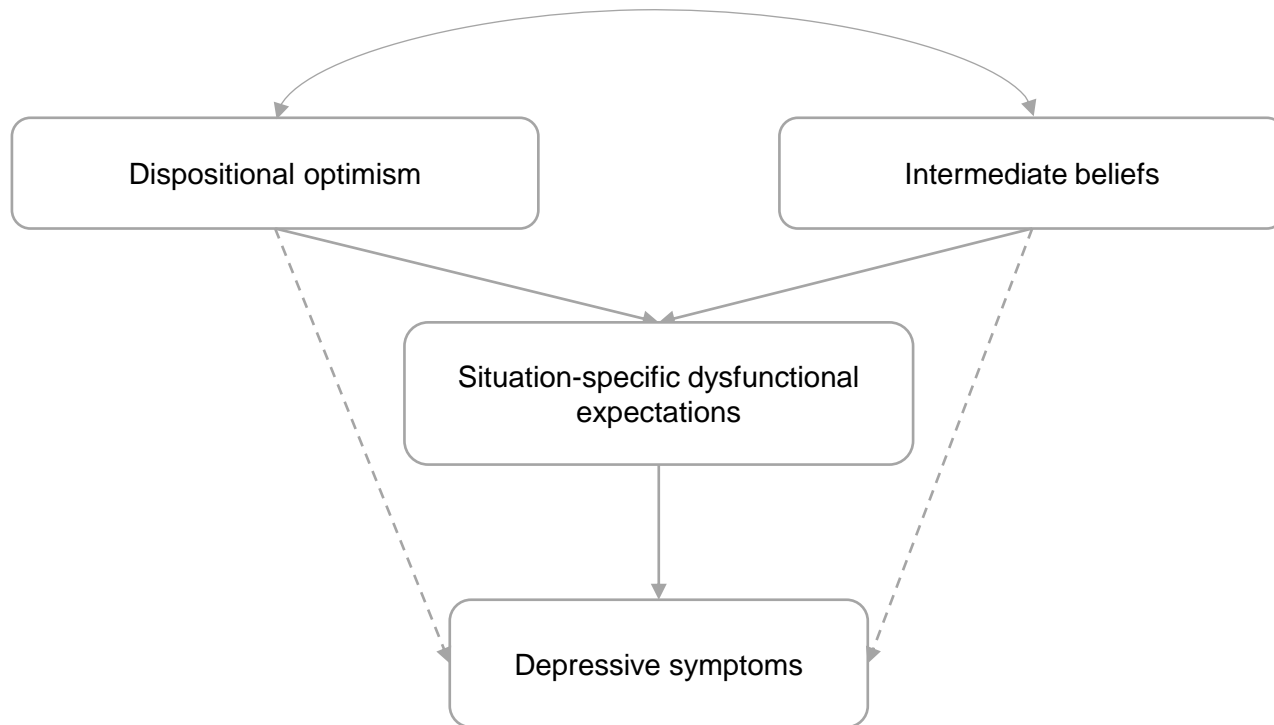 Dispositional optimism
Intermediate beliefs
Situation-specific dysfunctional
expectations
Depressive symptoms